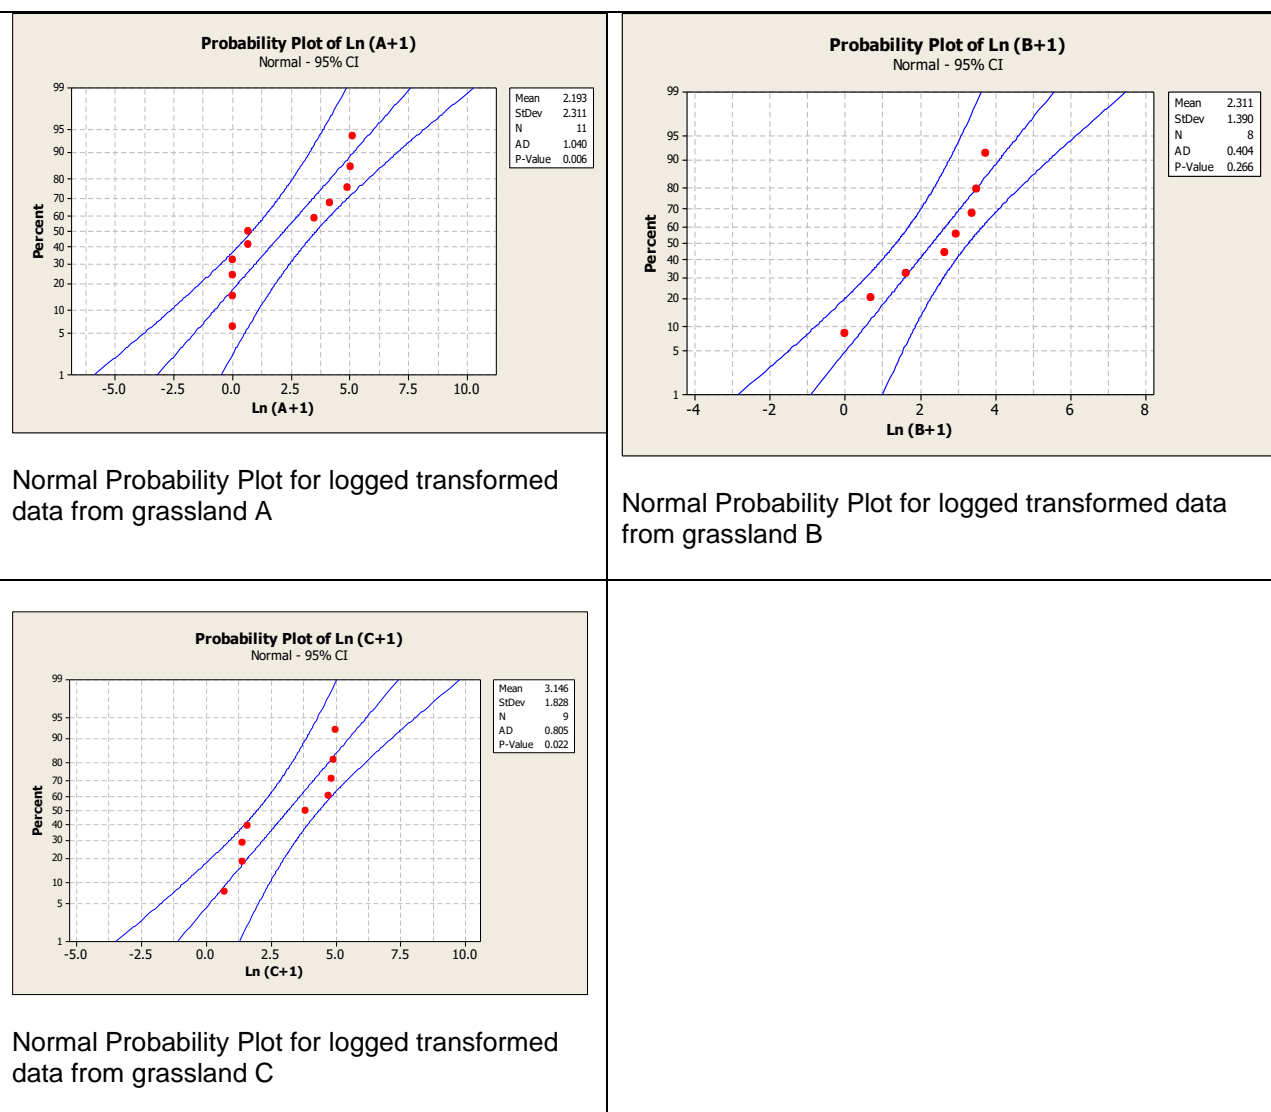 Probability Plot of Ln (A+1)
Normal - 95% CI
99
95
90
80
70
60
50
40
30
20
10
5
1
Percent
-5.0 -2.5 0.0 2.5 5.0 7.5 10.0
Ln (A+1)
Mean 2.193
StDev 2.311
N 11
AD 1.040
P-Value 0.006
Normal Probability Plot for logged transformed
data from grassland A
Probability Plot of Ln (B+1)
Normal - 95% CI
99
95
90
80
70
60
50
40
30
20
10
5
1
Percent
-4 -2 0 2 4 6 8
Ln (B+1)
Mean 2.311
StDev 1.390
N 8
AD 0.404
P-Value 0.266
Normal Probability Plot for logged transformed data
from grassland B
Probability Plot of Ln (C+1)
Normal - 95% CI
99
95
90
80
70
60
50
40
30
20
10
5
1
Percent
-5.0 -2.5 0.0 2.5 5.0 7.5 10.0
Ln (C+1)
Mean 3.146
StDev 1.828
N 9
AD 0.805
P-Value 0.022
Normal Probability Plot for logged transformed
data from grassland C